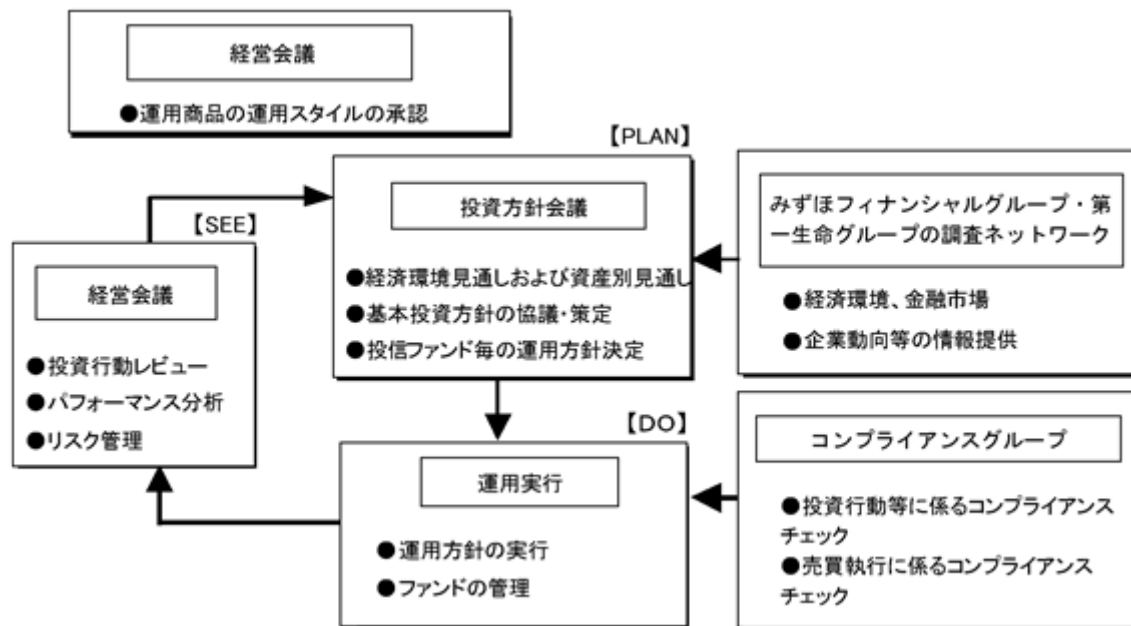 経営会議
●運用商品の運用スタイルの承認
【PLAN】
投資方針会議
●経済環境見通しおよび資産別見通し
●基本投資方針の協議・策定
●投信ファンド毎の運用方針決定
みずほフィナンシャルグループ・第
一生命グループの調査ネットワーク
●経済環境、金融市場
●企業動向等の情報提供
【SEE】
経営会議
●投資行動レビュー
●パフォーマンス分析
●リスク管理
【DO】
運用実行
●運用方針の実行
●ファンドの管理
コンプライアンスグループ
●投資行動等に係るコンプライアンス
チェック
●売買執行に係るコンプライアンス
チェック